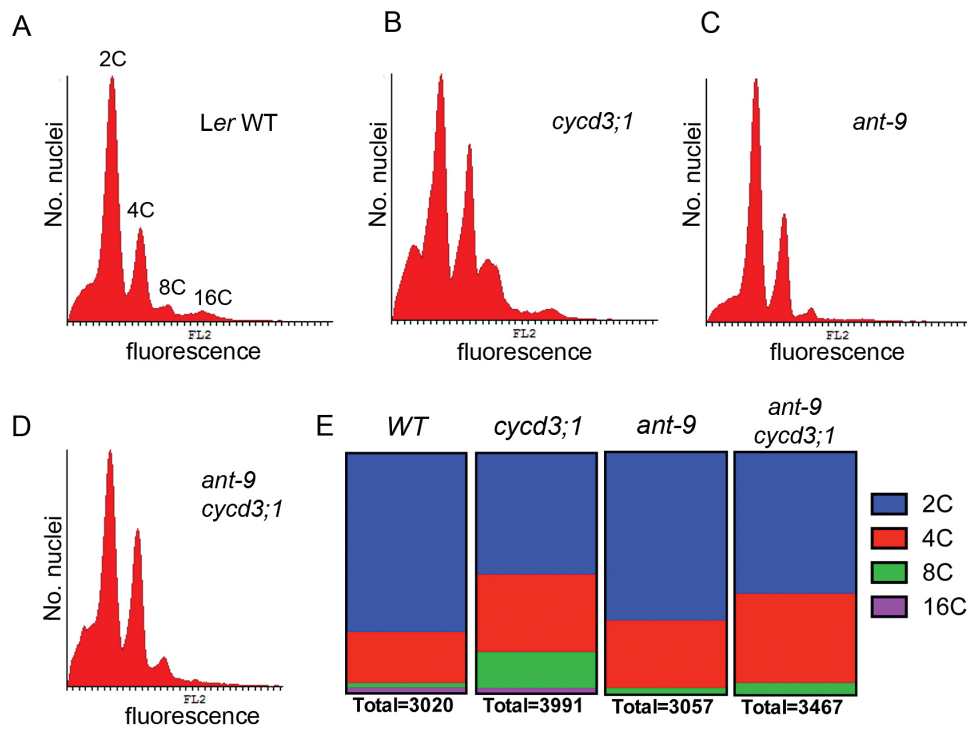 A
2C
4C
8C
16C
Ler WT
No. nuclei
FL2
fluorescence
B
cycd3;1
No. nuclei
FL2
fluorescence
C
ant-9
No. nuclei
FL2
fluorescence
D
ant-9
cycd3;1
No. nuclei
FL2
fluorescence
E
WT
cycd3;1
ant-9
ant-9
cycd3;1
2C
4C
8C
16C
Total=3020
Total=3991
Total=3057
Total=3467